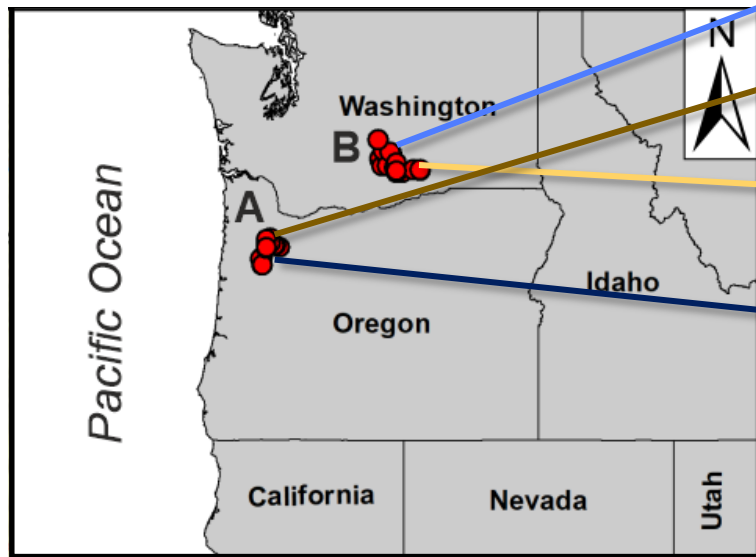 N
Washington
B
A
Pacific Ocean
Idaho
Oregon
California
Nevada
Utah